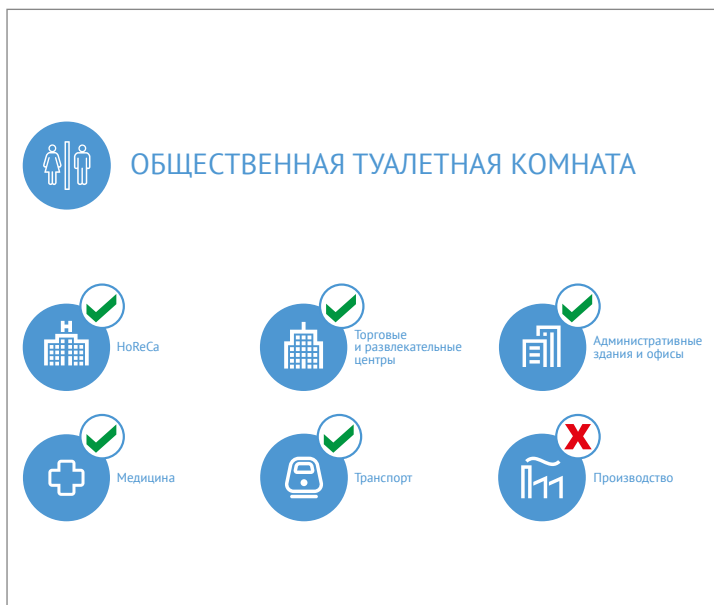 ОБЩЕСТВЕННАЯ ТУАЛЕТНАЯ КОМНАТА
H
HoReCa
Торговые
и развлекательные
центры
Административные
здания и офисы
Медицина
Транспорт
X
Производство